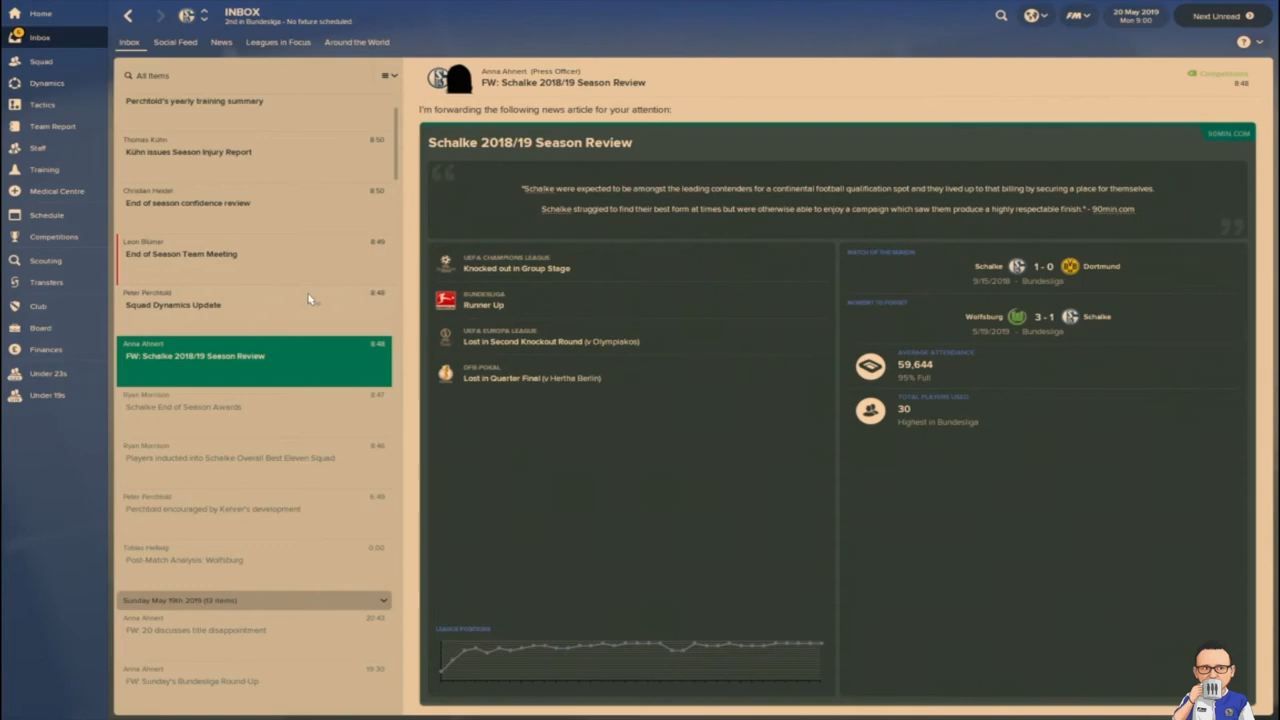 Home
INBOX
2nd in Bundesliga - No fixture scheduled.
FM
20 May 2019
Mon 9:00
Next Unread
Inbox
Squad
Dynamics
Tactics
Team Report
Staff
Training
Medical Centre
Schedule
Competitions
Scouting
Transfers
Club
Board
Finances
Under 23s
Under 19s
Inbox
Social Feed
News
Leagues in Focus
Around the World
All Items
Perchtold's yearly training summary
Thomas Kühn 8:50
Kühn issues Season Injury Report
Christian Heidel 8:50
End of season confidence review
Leon Blümer 8:49
End of Season Team Meeting
Peter Perchtold 8:48
Squad Dynamics Update
Anna Ahnert 8:48
FW: Schalke 2018/19 Season Review
Ryan Morrison 8:47
Schalke End of Season Awards
Ryan Morrison 8:46
Players inducted into Schalke Overall Best Eleven Squad
Peter Perchtold 6:49
Perchtold encouraged by Kehrer's development
Tobias Hellwig 0:00
Post-Match Analysis: Wolfsburg
Sunday May 19th 2019 (13 items)
Anna Ahnert 20:43
FW: 20 discusses title disappointment
Anna Ahnert 19:30
FW: Sunday's Bundesliga Round-Up
Anna Ahnert (Press Officer)
FW: Schalke 2018/19 Season Review
Competitions
8:48
I'm forwarding the following news article for your attention:
Schalke 2018/19 Season Review
90MIN.COM
"Schalke were expected to be amongst the leading contenders for a continental football qualification spot and they lived up to that billing by securing a place for themselves.
Schalke struggled to find their best form at times but were otherwise able to enjoy a campaign which saw them produce a highly respectable finish." - 90min.com
UEFA CHAMPIONS LEAGUE
Knocked out in Group Stage
BUNDESLIGA
Runner Up
UEFA EUROPA LEAGUE
Lost in Second Knockout Round (v Olympiakos)
DFB-POKAL
Lost in Quarter Final (v Hertha Berlin)
MATCH OF THE SEASON
Schalke 1 - 0 Dortmund
9/15/2018 - Bundesliga
MOMENT TO FORGET
Wolfsburg 3 - 1 Schalke
5/19/2019 - Bundesliga
AVERAGE ATTENDANCE
59,644
95% Full
TOTAL PLAYERS USED
30
Highest in Bundesliga
LEAGUE POSITIONS